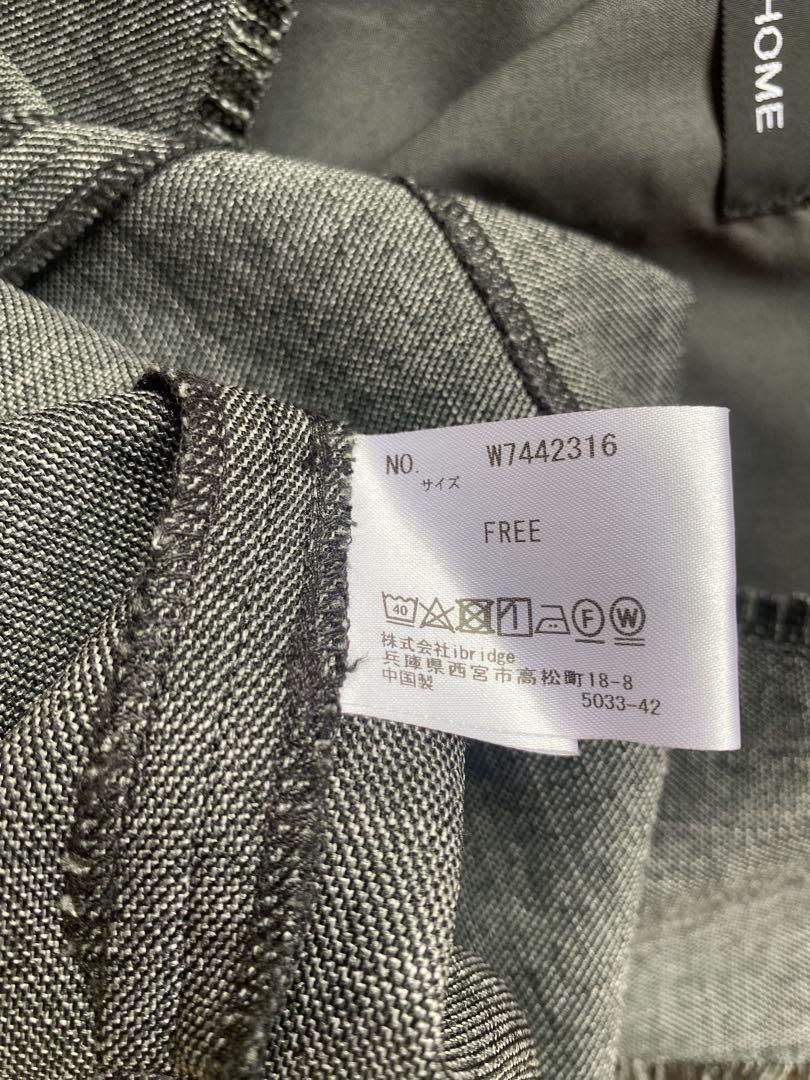 HOME
NO. W7442316
サイズ
FREE
40 F W
株式会社ibridge
兵庫県西宮市高松町18-8
中国製
5033-42